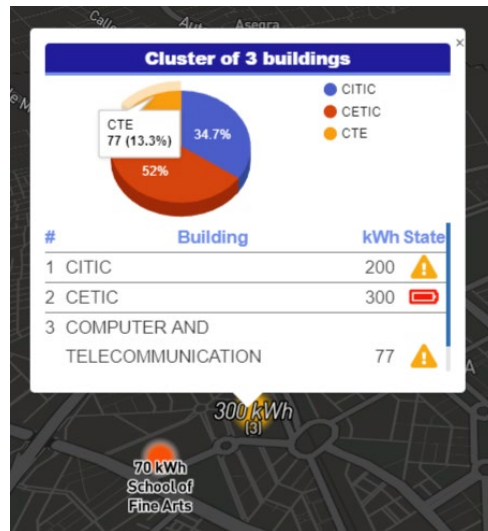 Calle
Aut
Asegra
×
Cluster of 3 buildings
CITIC
CETIC
CTE
CTE
77 (13.3%)
34.7%
52%
# Building kWh State
1 CITIC 200
2 CETIC 300
3 COMPUTER AND
TELECOMMUNICATION 77
300 kWh
(3)
70 kWh
School of
Fine Arts